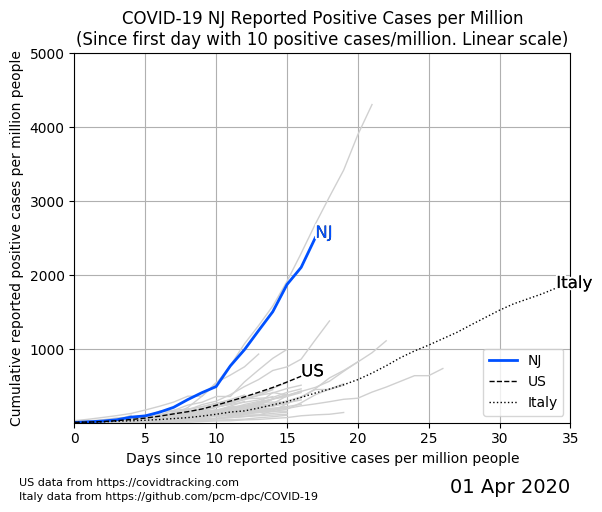 COVID-19 NJ Reported Positive Cases per Million
(Since first day with 10 positive cases/million. Linear scale)
Cumulative reported positive cases per million people
5000
4000
3000
2000
1000
NJ
US
Italy
NJ
US
Italy
0
5
10
15
20
25
30
35
Days since 10 reported positive cases per million people
US data from https://covidtracking.com
Italy data from https://github.com/pcm-dpc/COVID-19
01 Apr 2020